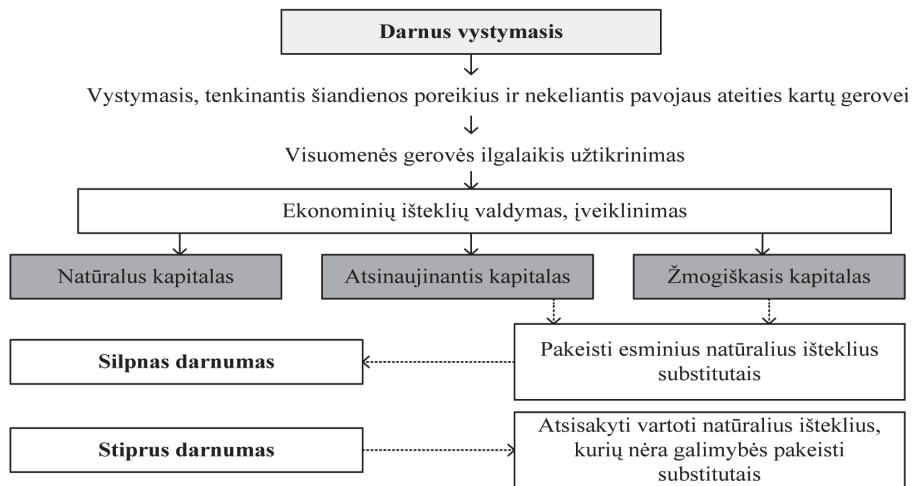 Darnus vystymasis
Vystymasis, tenkinantis šiandienos poreikius ir nekeliantis pavojaus ateities kartų gerovei
Visuomenės gerovės ilgalaikis užtikrinimas
Ekonominių išteklių valdymas, įveiklinimas
Natūralus kapitalas
Atsinaujinantis kapitalas
Žmogiškasis kapitalas
Silpnas darnumas
Pakeisti esminius natūralius išteklius
substitutais
Stiprus darnumas
Atsisakyti vartoti natūralius išteklius,
kurių nėra galimybės pakeisti
substitutais